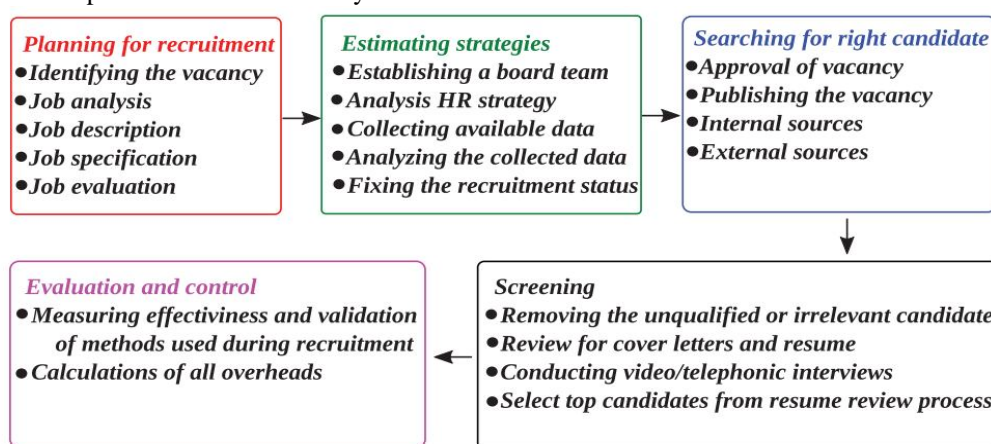 Planning for recruitment
●Identifying the vacancy
●Job analysis
●Job description
●Job specification
●Job evaluation
Estimating strategies
●Establishing a board team
●Analysis HR strategy
●Collecting available data
●Analyzing the collected data
●Fixing the recruitment status
Searching for right candidate
●Approval of vacancy
●Publishing the vacancy
●Internal sources
●External sources
Screening
●Removing the unqualified or irrelevant candidate
●Review for cover letters and resume
●Conducting video/telephonic interviews
●Select top candidates from resume review process
Evaluation and control
●Measuring effectiviness and validation
of methods used during recruitment
●Calculations of all overheads